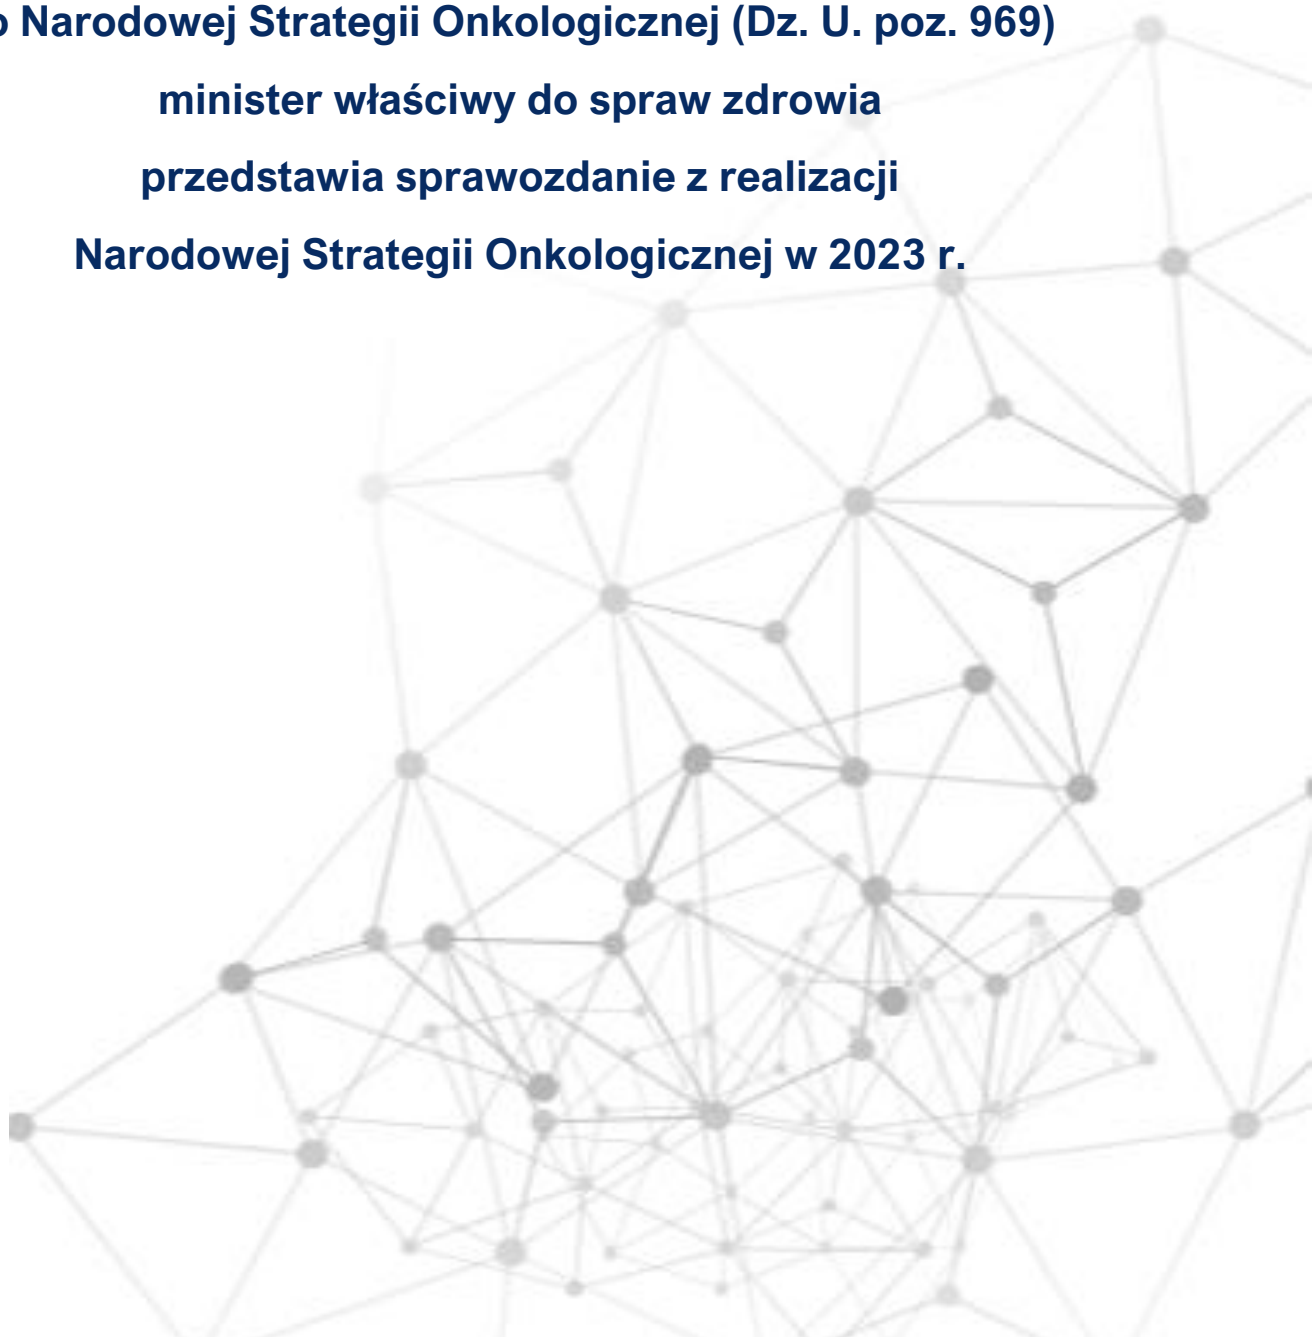 o Narodowej Strategii Onkologicznej (Dz. U. poz. 969)
minister właściwy do spraw zdrowia
przedstawia sprawozdanie z realizacji
Narodowej Strategii Onkologicznej w 2023 r.